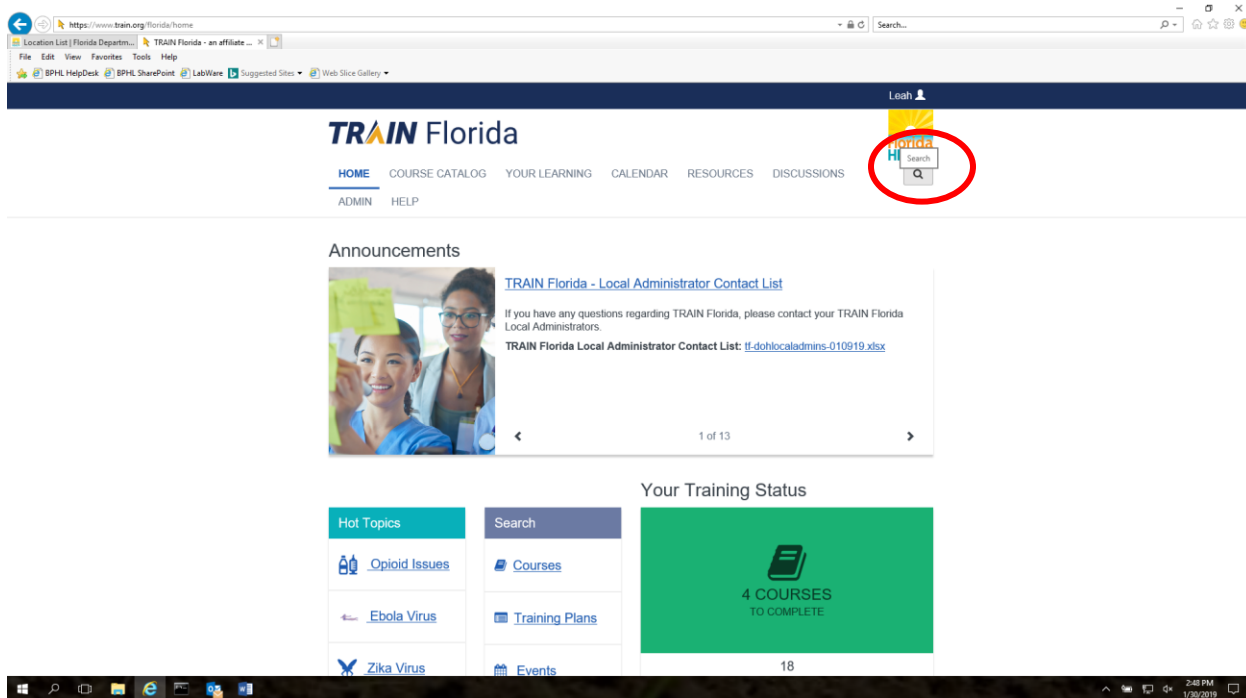 https://www.train.org/florida/home
Search...
Location List | Florida Departm...
TRAIN Florida - an affiliate ...
File Edit View Favorites Tools Help
BPHL HelpDesk BPHL SharePoint LabWare Suggested Sites Web Slice Gallery
Leah
TRAIN Florida
Florida
Search
HOME COURSE CATALOG YOUR LEARNING CALENDAR RESOURCES DISCUSSIONS
ADMIN HELP
Announcements
TRAIN Florida - Local Administrator Contact List
If you have any questions regarding TRAIN Florida, please contact your TRAIN Florida
Local Administrators.
TRAIN Florida Local Administrator Contact List: tf-dohlocaladmins-010919.xlsx
1 of 13
Your Training Status
Hot Topics
Search
Opioid Issues
Courses
4 COURSES
TO COMPLETE
Ebola Virus
Training Plans
18
Zika Virus
Events
2:48 PM
1/30/2019